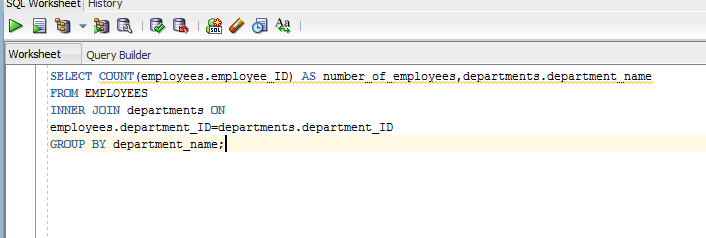 SQL Worksheet History
Worksheet Query Builder
SELECT COUNT(employees.employee_ID) AS number_of_employees,departments.department_name
FROM EMPLOYEES
INNER JOIN departments ON
employees.department_ID=departments.department_ID
GROUP BY department_name;